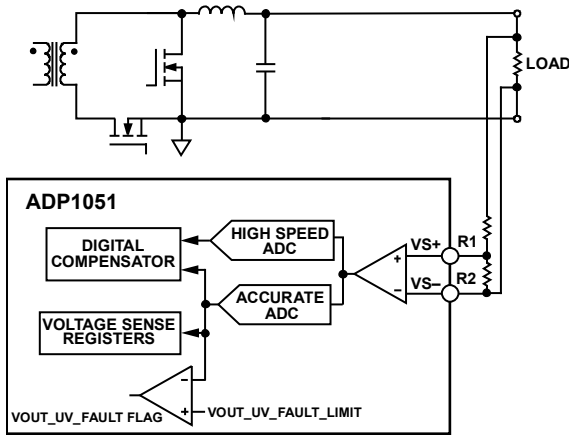 LOAD
ADP1051
HIGH SPEED
ADC
VS+
R1
DIGITAL
COMPENSATOR
+
R2
ACCURATE
ADC
−
VS−
VOLTAGE SENSE
REGISTERS
−
VOUT_UV_FAULT FLAG
+
VOUT_UV_FAULT_LIMIT